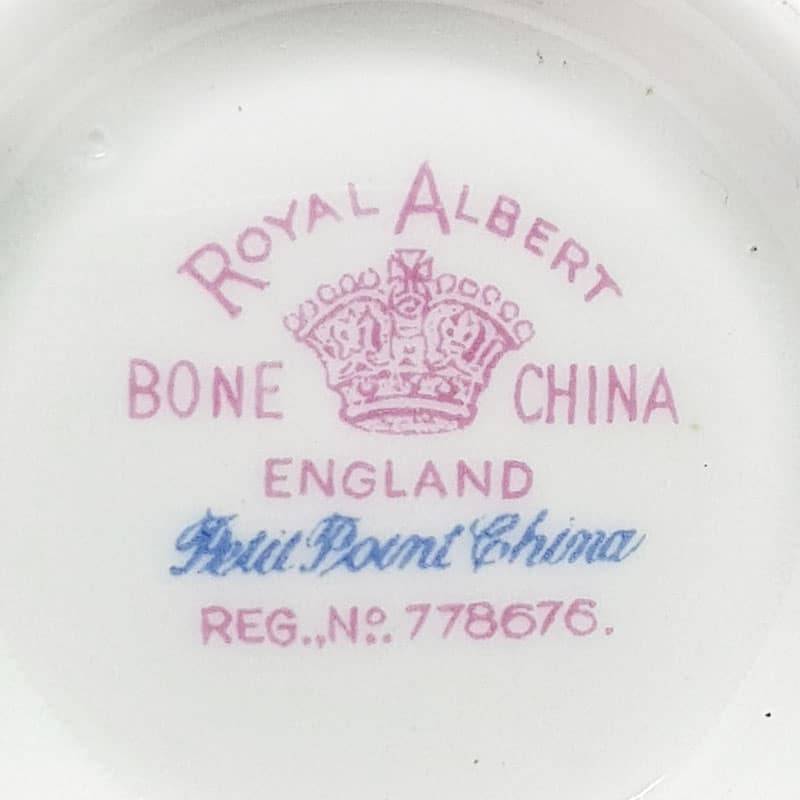 ROYAL ALBERT
BONE CHINA
ENGLAND
Petit Point China
REG., No. 778676.